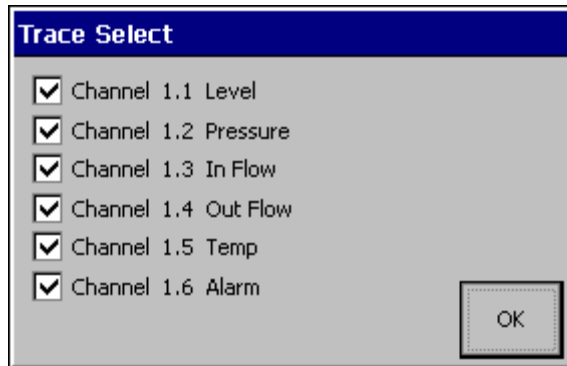 Trace Select
Channel 1.1 Level
Channel 1.2 Pressure
Channel 1.3 In Flow
Channel 1.4 Out Flow
Channel 1.5 Temp
Channel 1.6 Alarm
OK